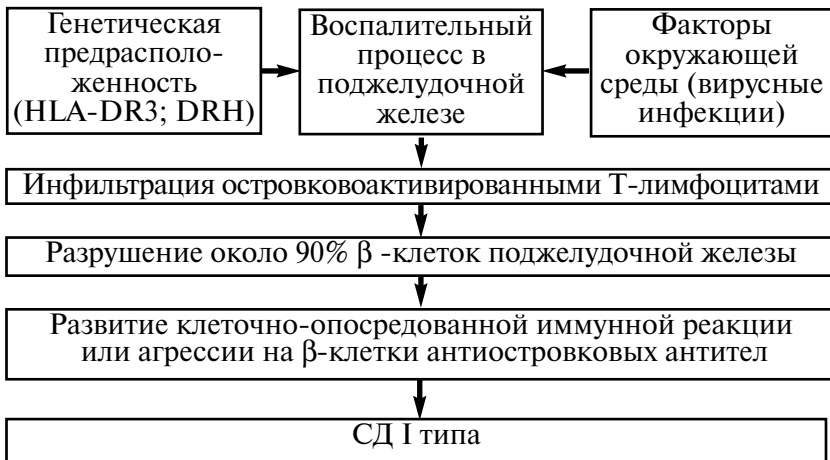 Генетическая
предрасполо-
женность
(HLA-DR3; DRH)
Воспалительный
процесс в
поджелудочной
железе
Факторы
окружающей
среды (вирусные
инфекции)
Инфильтрация островковоактивированными Т-лимфоцитами
Разрушение около 90% β -клеток поджелудочной железы
Развитие клеточно-опосредованной иммунной реакции
или агрессии на β-клетки антиостровковых антител
СД I типа